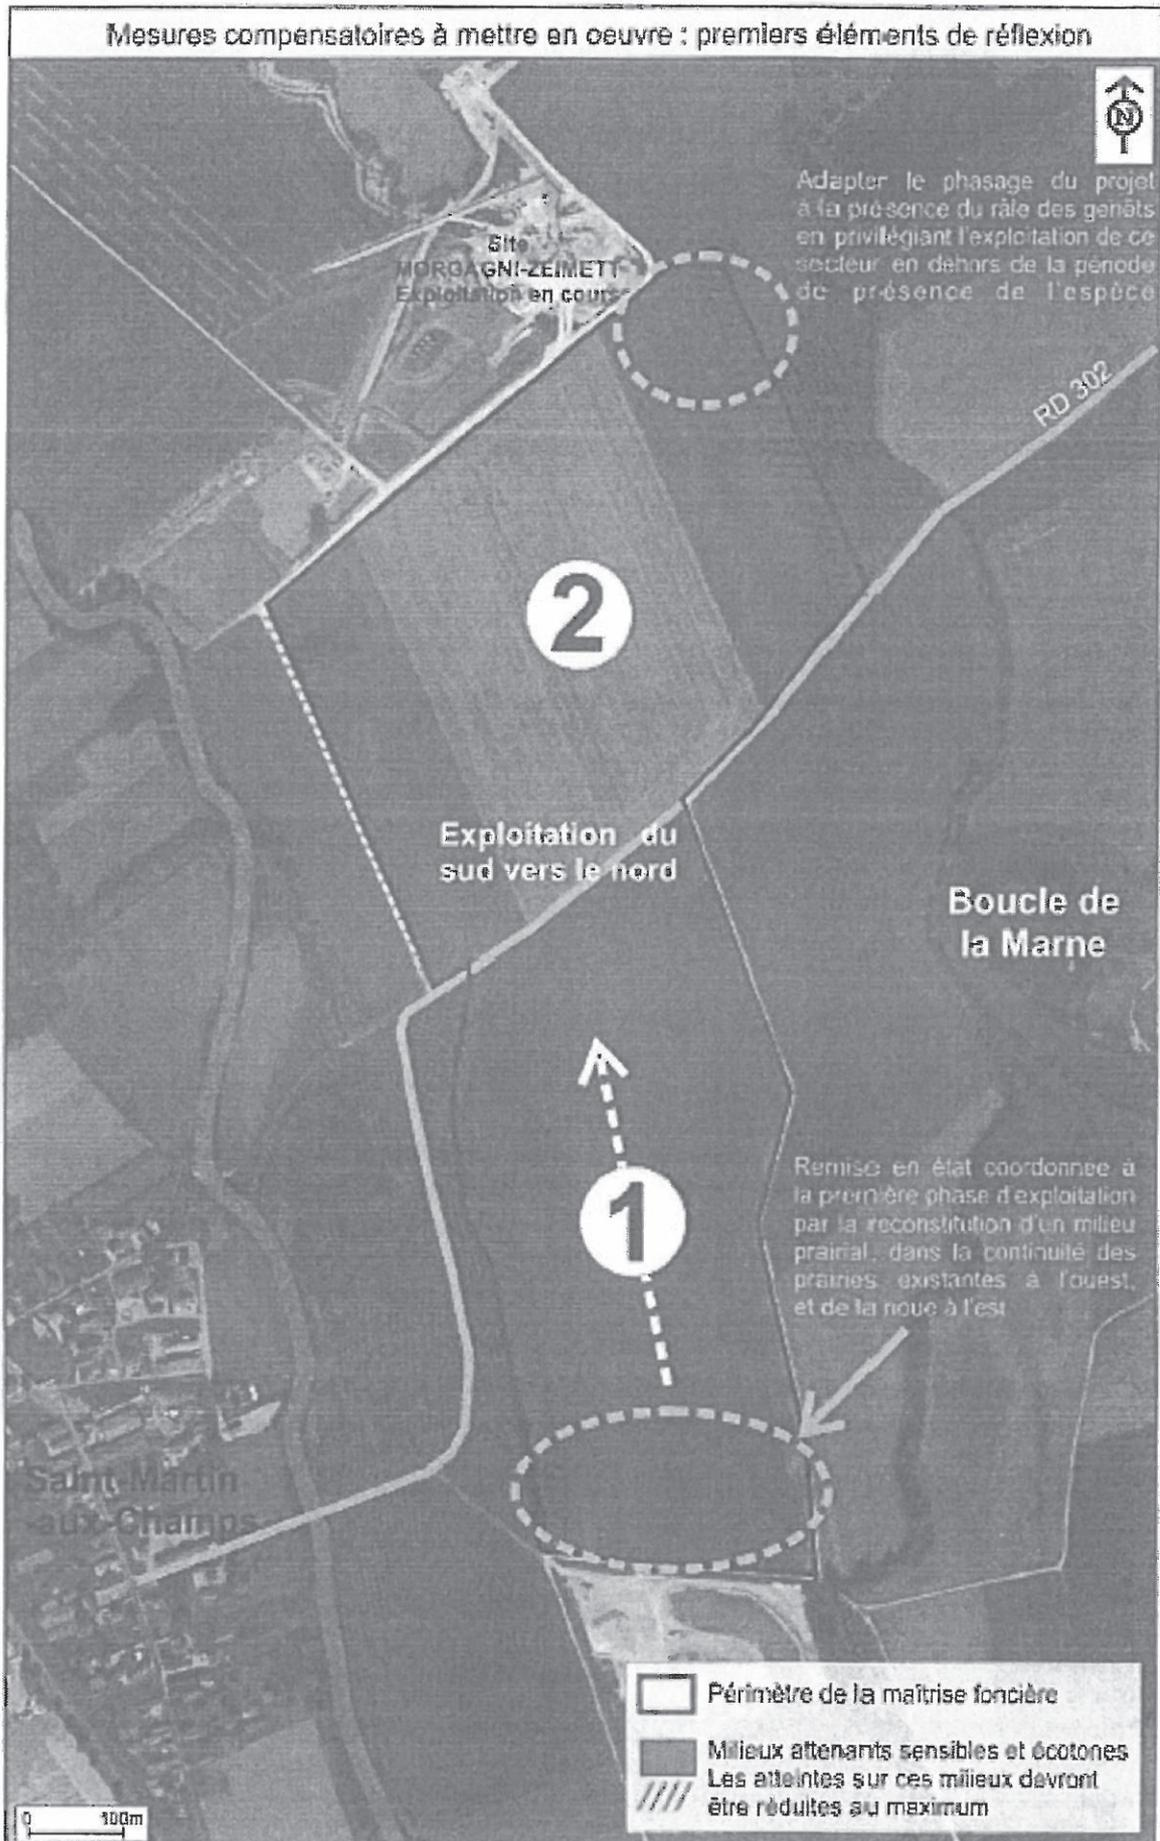 Mesures compensatoires à mettre en oeuvre : premiers éléments de réflexion
N
Adapter le phasage du projet
à la présence du râle des genêts
en privilégiant l'exploitation de ce
secteur en dehors de la période
de présence de l'espèce
Site
MORGAGNI-ZEIMETT
Exploitation en cours
RD 302
2
Exploitation du
sud vers le nord
Boucle de
la Marne
1
Remise en état coordonnée à
la première phase d'exploitation
par la reconstitution d'un milieu
prairial, dans la continuité des
prairies existantes à l'ouest,
et de la noue à l'est
Saint-Martin
-aux-Champs
Périmètre de la maîtrise foncière
Milieux attenants sensibles et écotones
Les atteintes sur ces milieux devront
être réduites au maximum
0 100m